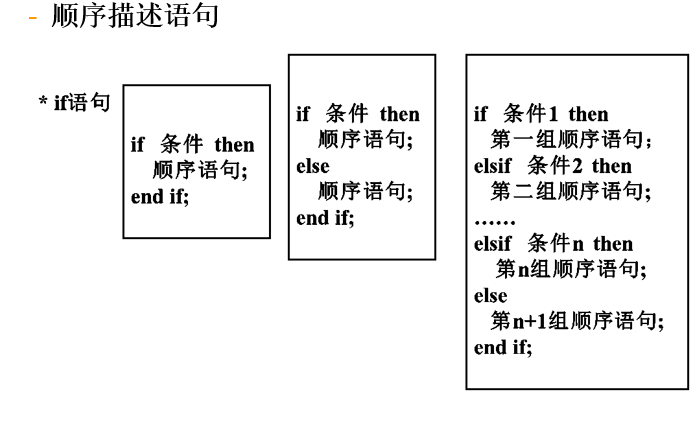 - 顺序描述语句
* if语句
if 条件 then
顺序语句;
end if;
if 条件 then
顺序语句;
else
顺序语句;
end if;
if 条件1 then
第一组顺序语句；
elsif 条件2 then
第二组顺序语句;
……
elsif 条件n then
第n组顺序语句;
else
第n+1组顺序语句;
end if;